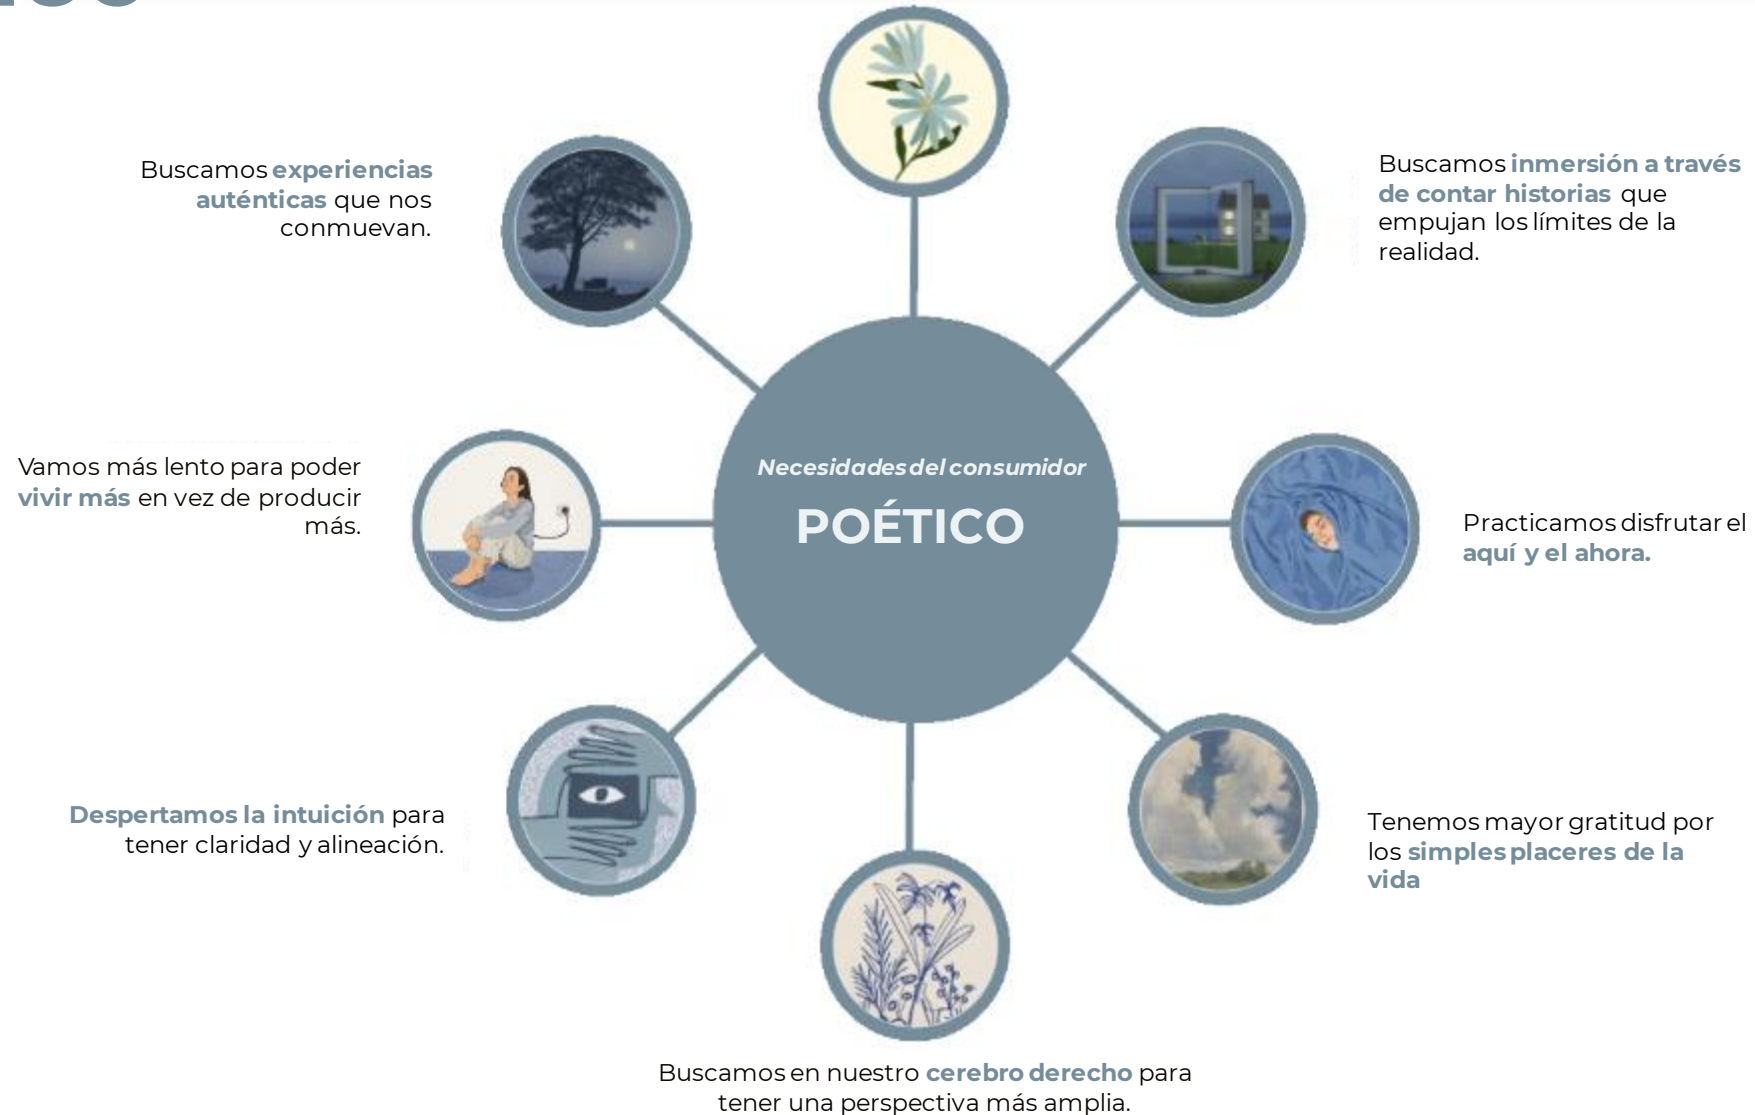 Buscamos experiencias
auténticas que nos
conmuevan.
Buscamos inmersión a través
de contar historias que
empujan los límites de la
realidad.
Vamos más lento para poder
vivir más en vez de producir
más.
Necesidades del consumidor
POÉTICO
Practicamos disfrutar el
aquí y el ahora.
Despertamos la intuición para
tener claridad y alineación.
Tenemos mayor gratitud por
los simples placeres de la
vida
Buscamos en nuestro cerebro derecho para
tener una perspectiva más amplia.